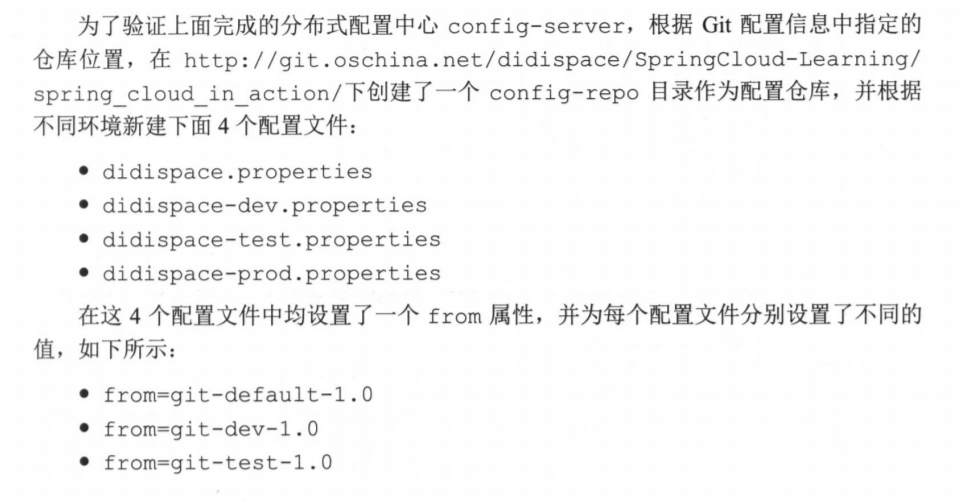 为了验证上面完成的分布式配置中心 config-server，根据 Git 配置信息中指定的
仓库位置，在 http://git.oschina.net/didispace/SpringCloud-Learning/
spring_cloud_in_action/下创建了一个 config-repo 目录作为配置仓库，并根据
不同环境新建下面 4 个配置文件：
● didispace.properties
● didispace-dev.properties
● didispace-test.properties
● didispace-prod.properties
在这 4 个配置文件中均设置了一个 from 属性，并为每个配置文件分别设置了不同的
值，如下所示：
● from=git-default-1.0
● from=git-dev-1.0
● from=git-test-1.0